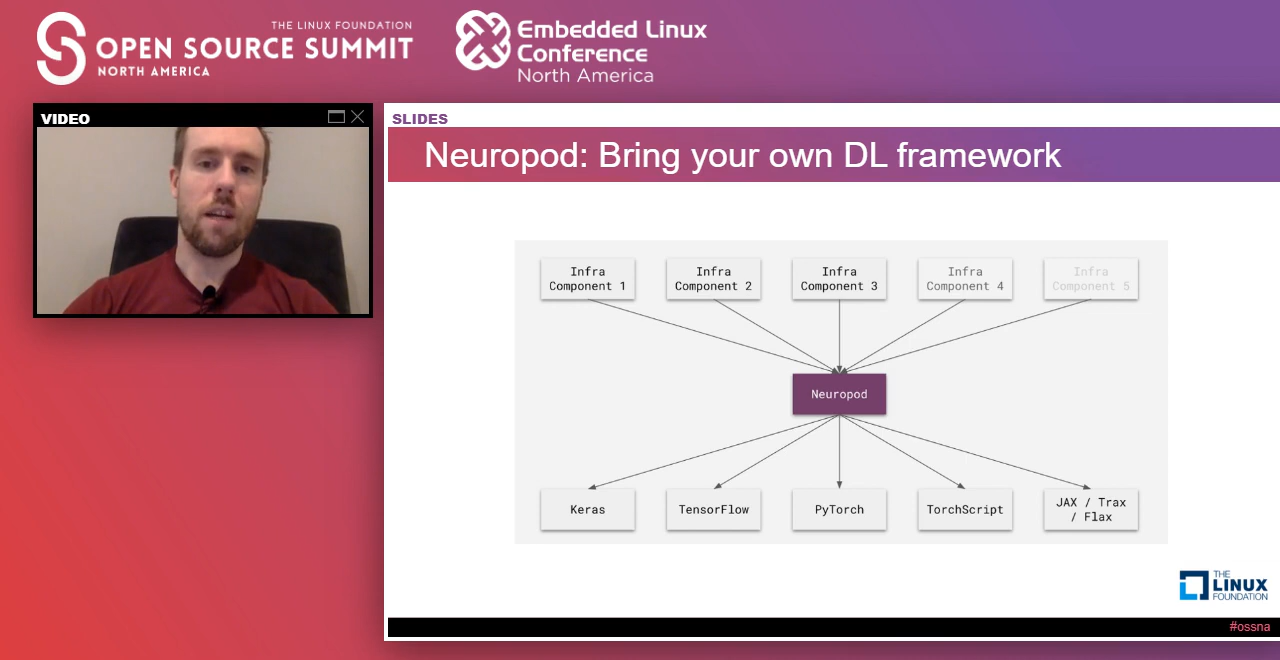 THE LINUX FOUNDATION
OPEN SOURCE SUMMIT
NORTH AMERICA
Embedded Linux
Conference
North America
VIDEO
SLIDES
Neuropod: Bring your own DL framework
Infra
Component 1
Infra
Component 2
Infra
Component 3
Infra
Component 4
Infra
Component 5
Neuropod
Keras
TensorFlow
PyTorch
TorchScript
JAX / Trax
/ Flax
THE
LINUX
FOUNDATION
#ossna